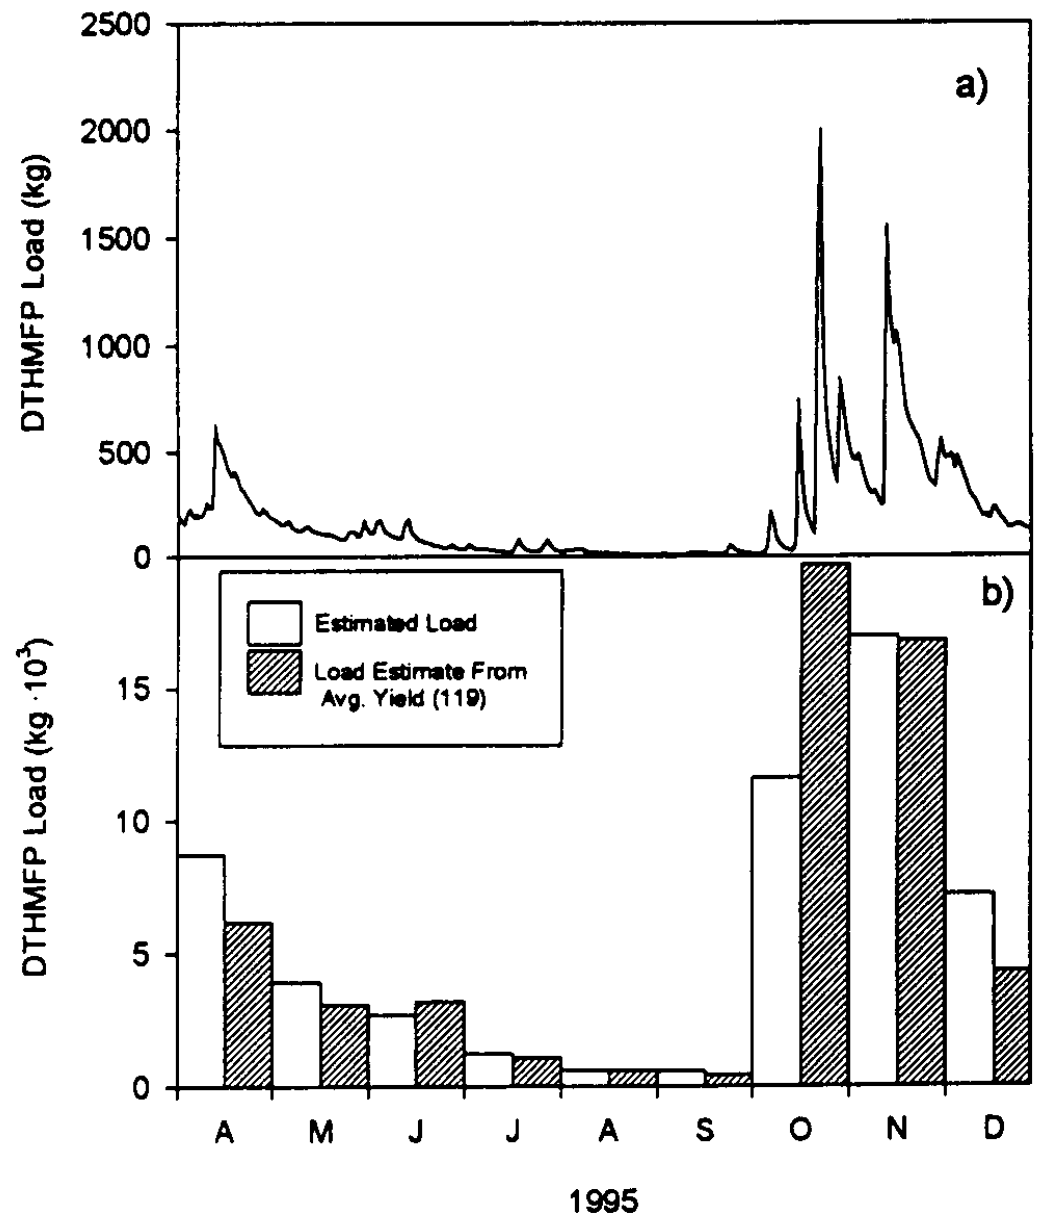 2500
2000
1500
1000
500
0
DTHMFP Load (kg)
a)
15
10
5
0
DTHMFP Load (kg ·10³)
b)
Estimated Load
Load Estimate From
Avg. Yield (119)
A M J J A S O N D
1995